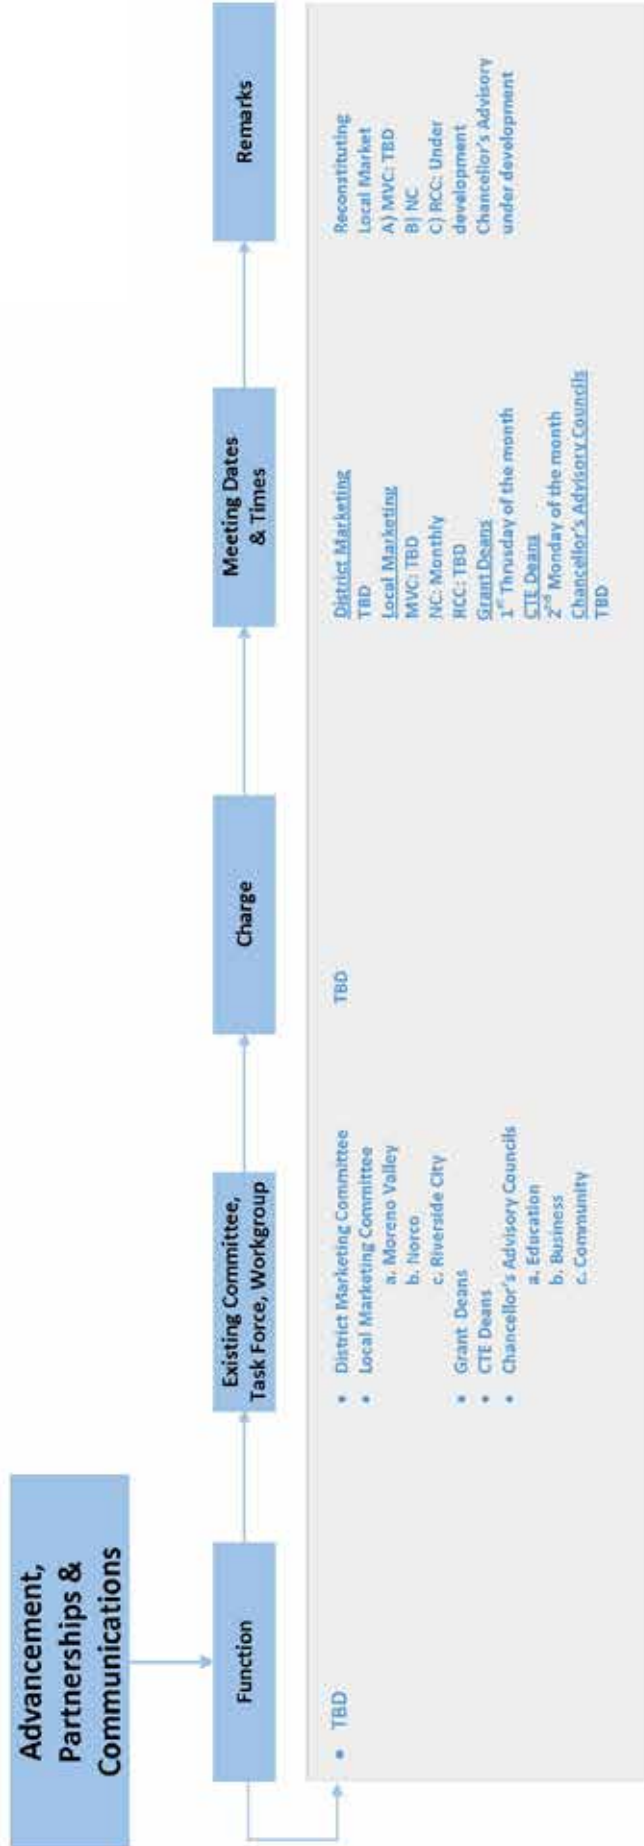 Advancement,
Partnerships &
Communications
Function
Existing Committee,
Task Force, Workgroup
Charge
Meeting Dates
& Times
Remarks
• TBD
• District Marketing Committee
• Local Marketing Committee
a. Moreno Valley
b. Norco
c. Riverside City
• Grant Deans
• CTE Deans
• Chancellor's Advisory Councils
a. Education
b. Business
c. Community
TBD
District Marketing
TBD
Local Marketing
MVC: TBD
NC: Monthly
RCC: TBD
Grant Deans
1st Thrusday of the month
CTE Deans
2nd Monday of the month
Chancellor's Advisory Councils
TBD
Reconstituting
Local Market
A) MVC: TBD
B) NC
C) RCC: Under
development
Chancellor's Advisory
under development